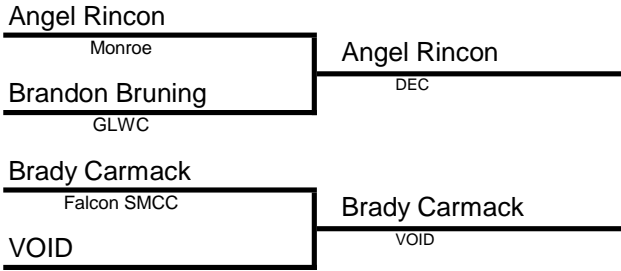 Angel Rincon
Monroe
Angel Rincon
DEC
Brandon Bruning
GLWC
Brady Carmack
Falcon SMCC
Brady Carmack
VOID
VOID